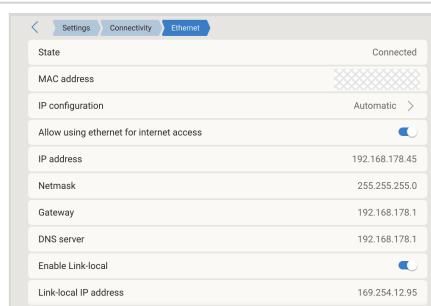 Settings Connectivity Ethernet
State Connected
MAC address
IP configuration Automatic
Allow using ethernet for internet access
IP address 192.168.178.45
Netmask 255.255.255.0
Gateway 192.168.178.1
DNS server 192.168.178.1
Enable Link-local
Link-local IP address 169.254.12.95